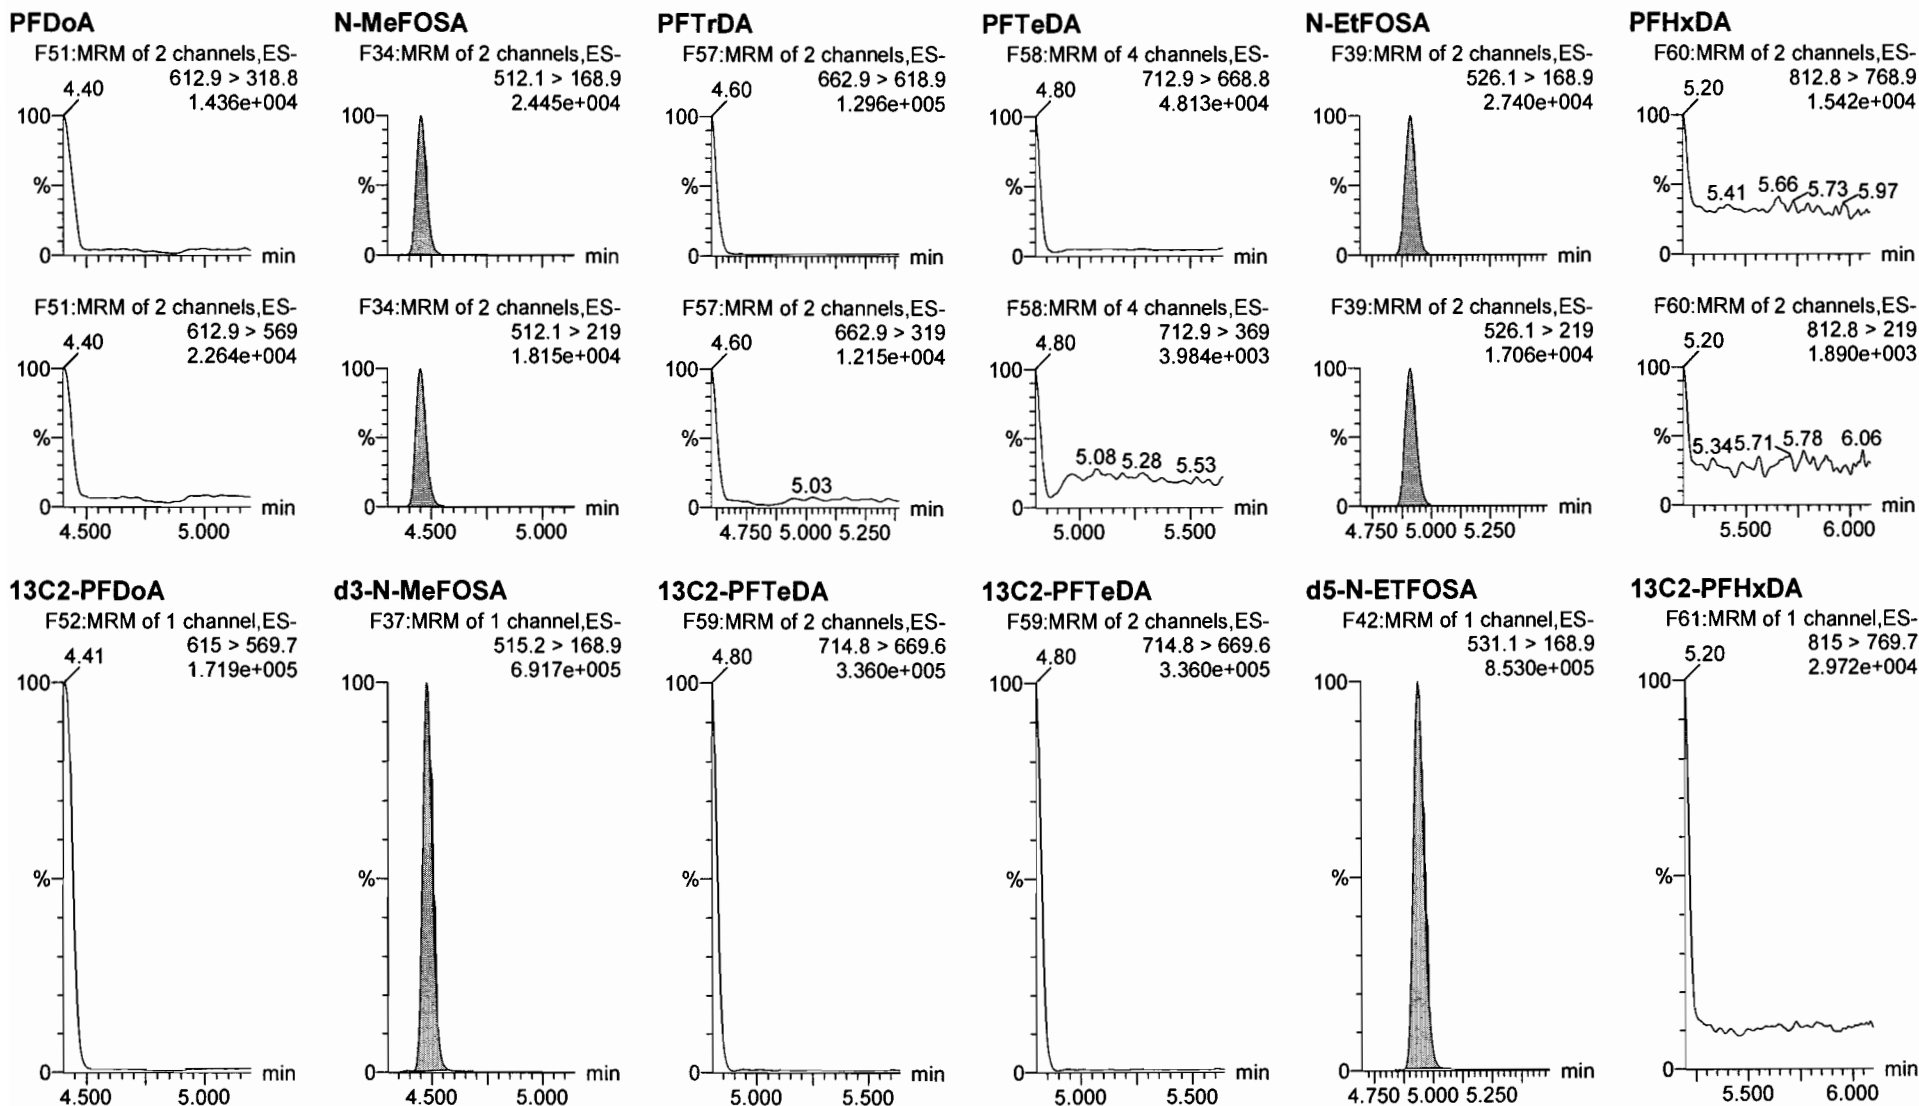 PFDoA
F51:MRM of 2 channels,ES-
612.9 > 318.8
1.436e+004
4.40
100
%
0
min
N-MeFOSA
F34:MRM of 2 channels,ES-
512.1 > 168.9
2.445e+004
100
%
0
min
PFTrDA
F57:MRM of 2 channels,ES-
662.9 > 618.9
1.296e+005
4.60
100
%
0
min
PFTeDA
F58:MRM of 4 channels,ES-
712.9 > 668.8
4.813e+004
4.80
100
%
0
min
N-EtFOSA
F39:MRM of 2 channels,ES-
526.1 > 168.9
2.740e+004
100
%
0
min
PFHxDA
F60:MRM of 2 channels,ES-
812.8 > 768.9
1.542e+004
5.20
100
%
5.41 5.66 5.73 5.97
0
min
F51:MRM of 2 channels,ES-
612.9 > 569
2.264e+004
4.40
100
%
0
min
4.500 5.000
F34:MRM of 2 channels,ES-
512.1 > 219
1.815e+004
100
%
0
min
4.500 5.000
F57:MRM of 2 channels,ES-
662.9 > 319
1.215e+004
4.60
100
%
5.03
0
min
4.750 5.000 5.250
F58:MRM of 4 channels,ES-
712.9 > 369
3.984e+003
4.80
100
%
5.08 5.28 5.53
0
min
5.000 5.500
F39:MRM of 2 channels,ES-
526.1 > 219
1.706e+004
100
%
0
min
4.750 5.000 5.250
F60:MRM of 2 channels,ES-
812.8 > 219
1.890e+003
5.20
100
%
5.34 5.71 5.78 6.06
0
min
5.500 6.000
13C2-PFDoA
F52:MRM of 1 channel,ES-
615 > 569.7
1.719e+005
4.41
100
%
0
min
4.500 5.000
d3-N-MeFOSA
F37:MRM of 1 channel,ES-
515.2 > 168.9
6.917e+005
100
%
0
min
4.500 5.000
13C2-PFTeDA
F59:MRM of 2 channels,ES-
714.8 > 669.6
3.360e+005
4.80
100
%
0
min
5.000 5.500
13C2-PFTeDA
F59:MRM of 2 channels,ES-
714.8 > 669.6
3.360e+005
4.80
100
%
0
min
5.000 5.500
d5-N-ETFOSA
F42:MRM of 1 channel,ES-
531.1 > 168.9
8.530e+005
100
%
0
min
4.750 5.000 5.250
13C2-PFHxDA
F61:MRM of 1 channel,ES-
815 > 769.7
2.972e+004
5.20
100
%
0
min
5.500 6.000